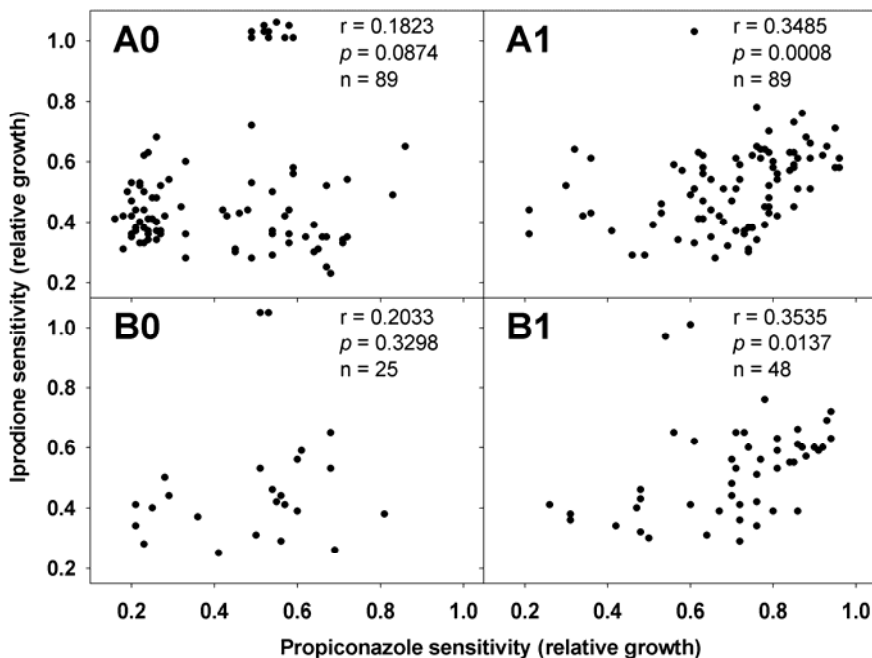 A0
r = 0.1823
p = 0.0874
n = 89
A1
r = 0.3485
p = 0.0008
n = 89
B0
r = 0.2033
p = 0.3298
n = 25
B1
r = 0.3535
p = 0.0137
n = 48
Iprodione sensitivity (relative growth)
1.0
0.8
0.6
0.4
0.2
1.0
0.8
0.6
0.4
0.2
0.2 0.4 0.6 0.8 1.0 0.2 0.4 0.6 0.8 1.0
Propiconazole sensitivity (relative growth)